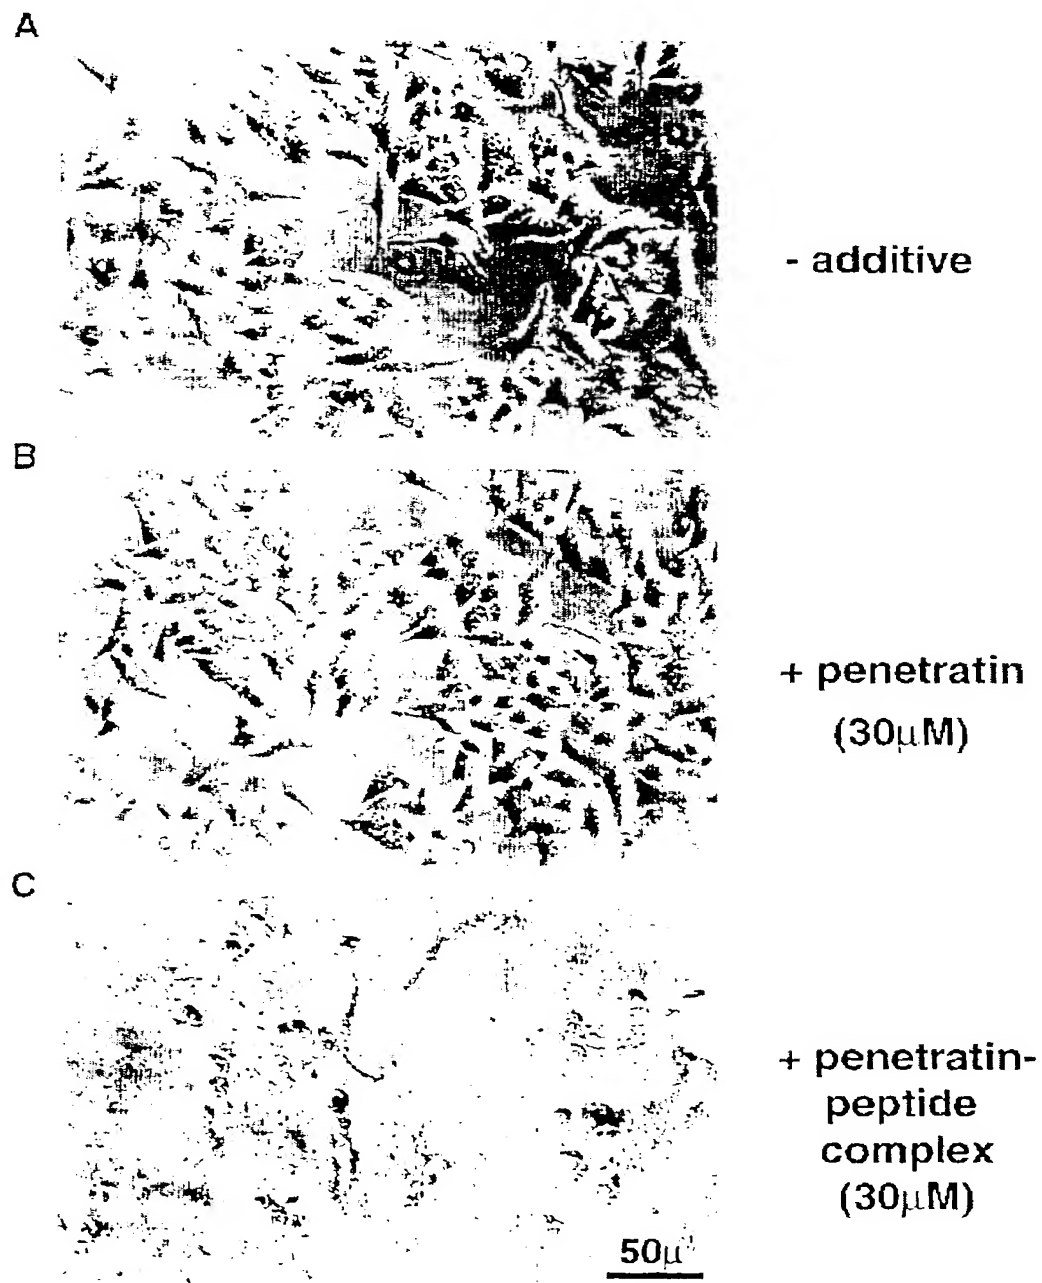 A
- additive
B
+ penetratin
(30μM)
C
+ penetratin-
peptide
complex
(30μM)
50μ